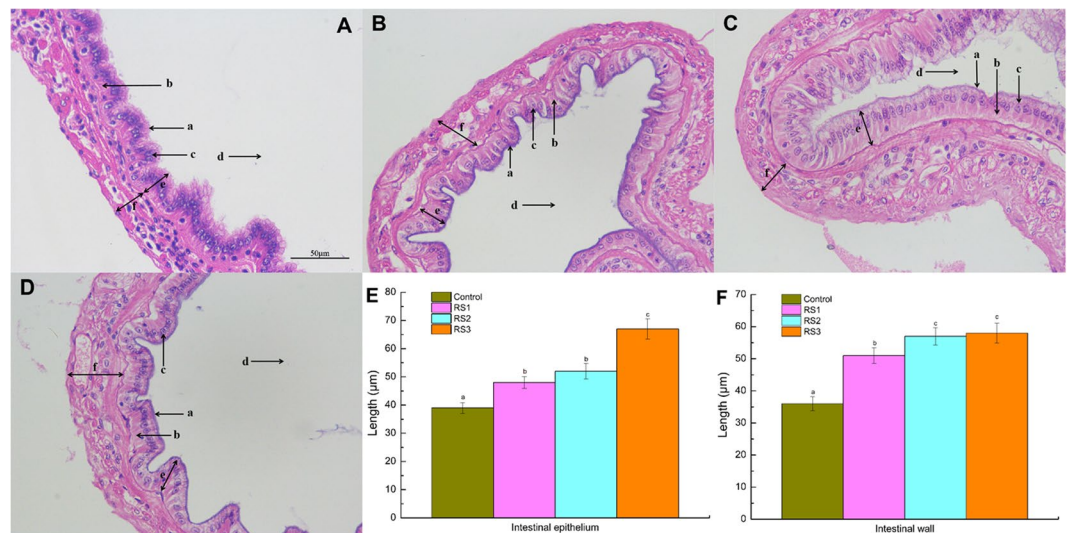 A
b
a
c
d
e
f
50μm
B
f
c
b
a
e
d
C
a
b
c
d
e
f
D
f
c
d
a
b
e
E
Control
RS1
RS2
RS3
90
80
70
60
50
40
30
20
10
0
Length (μm)
a
b
b
c
Intestinal epithelium
F
Control
RS1
RS2
RS3
70
60
50
40
30
20
10
0
Length (μm)
a
b
c
c
Intestinal wall